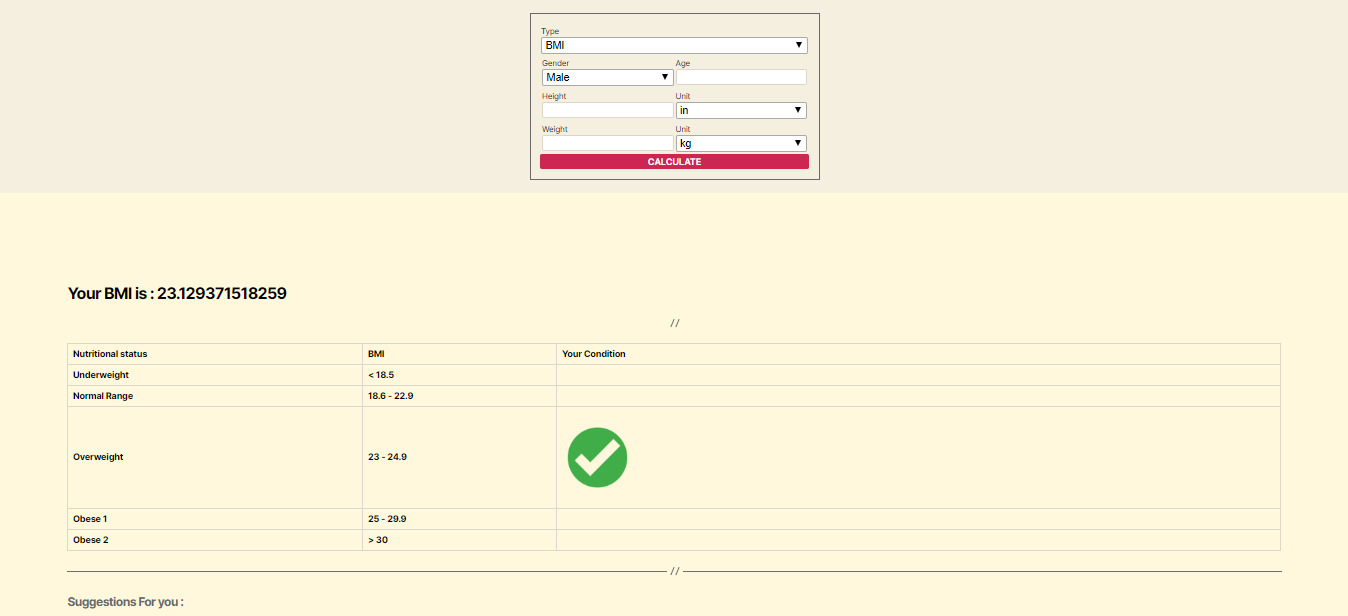 Type
BMI
Gender Age
Male
Height Unit
in
Weight Unit
kg
CALCULATE
Your BMI is : 23.129371518259
//
Nutritional status BMI Your Condition
Underweight < 18.5
Normal Range 18.6 - 22.9
Overweight 23 - 24.9
Obese 1 25 - 29.9
Obese 2 > 30
//
Suggestions For you :